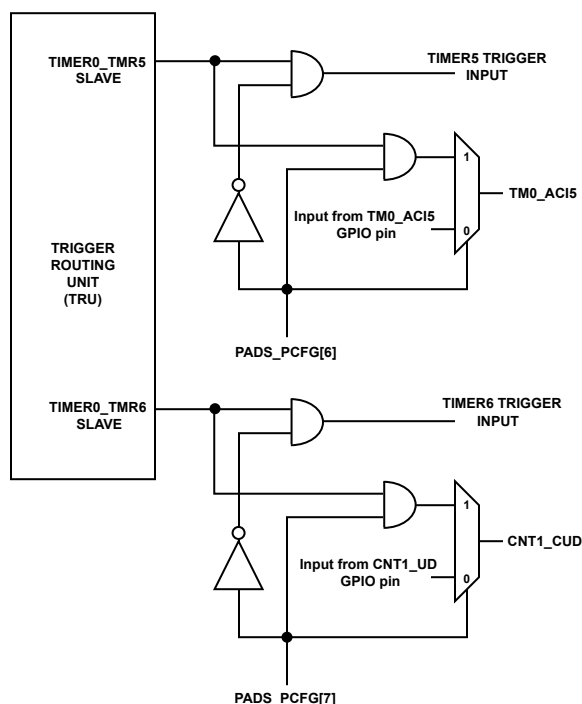 TIMER0_TMR5
SLAVE
TIMER5 TRIGGER
INPUT
1
TM0_ACI5
Input from TM0_ACI5
GPIO pin
0
TRIGGER
ROUTING
UNIT
(TRU)
PADS_PCFG[6]
TIMER0_TMR6
SLAVE
TIMER6 TRIGGER
INPUT
1
CNT1_CUD
Input from CNT1_UD
GPIO pin
0
PADS_PCFG[7]